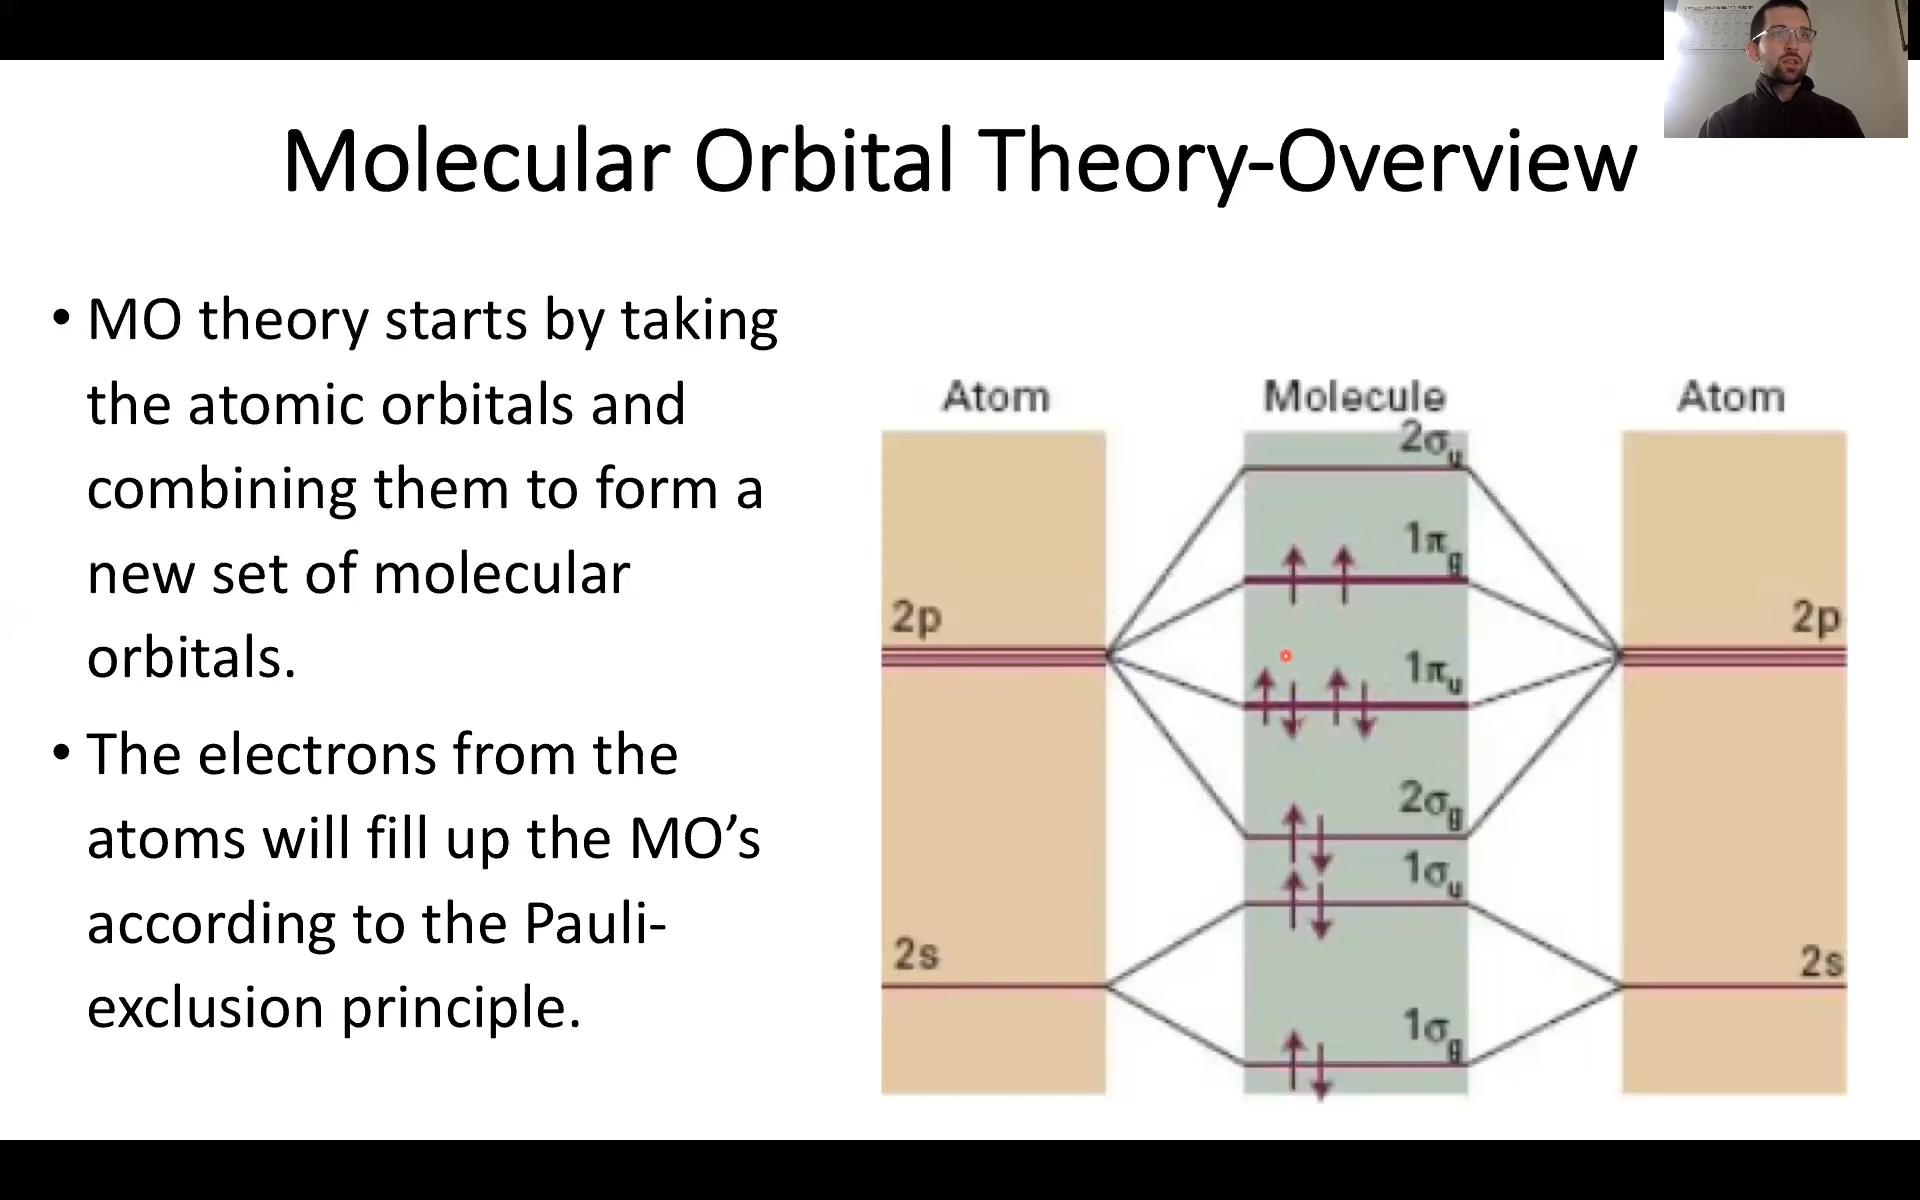 Molecular Orbital Theory-Overview
• MO theory starts by taking
the atomic orbitals and
combining them to form a
new set of molecular
orbitals.
• The electrons from the
atoms will fill up the MO’s
according to the Pauli-
exclusion principle.
Atom Molecule Atom
2σu
1πg
2p 2p
1πu
2σg
1σu
2s 2s
1σg